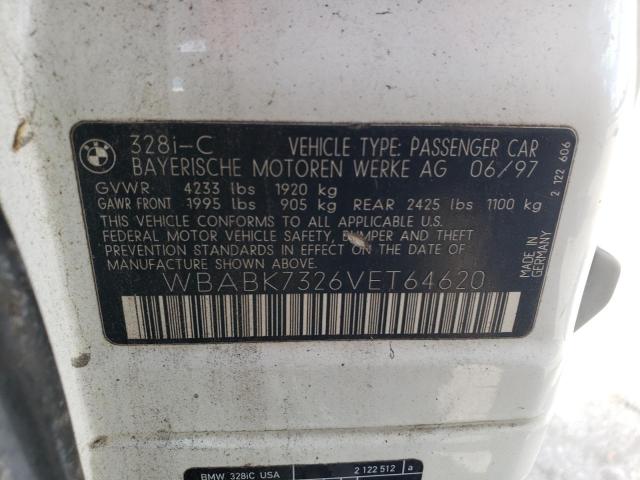 BMW 328i-C VEHICLE TYPE: PASSENGER CAR
BAYERISCHE MOTOREN WERKE AG 06/97
GVWR 4233 lbs 1920 kg
GAWR FRONT 1995 lbs 905 kg REAR 2425 lbs 1100 kg
THIS VEHICLE CONFORMS TO ALL APPLICABLE U.S.
FEDERAL MOTOR VEHICLE SAFETY, BUMPER AND THEFT
PREVENTION STANDARDS IN EFFECT ON THE DATE OF
MANUFACTURE SHOWN ABOVE.
WBABK7326VET64620
2 122 606
MADE IN
GERMANY
BMW 328iC USA 2 122 512 a